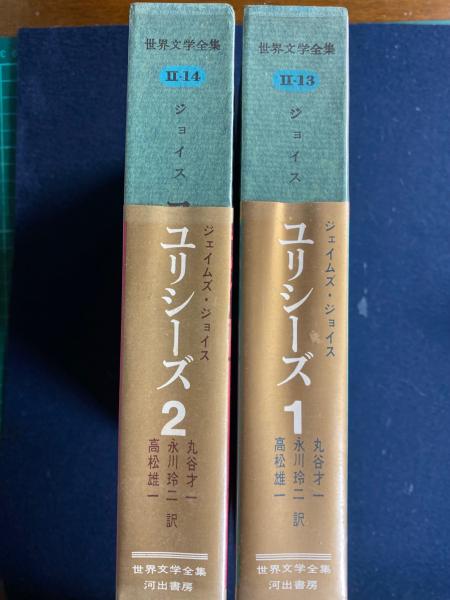 世界文学全集
II-14
ジョイス
ユ
ジェイムズ・ジョイス
ユリシーズ2
丸谷才一
永川玲二 訳
高松雄一
世界文学全集
河出書房
世界文学全集
II-13
ジョイス
ジェイムズ・ジョイス
ユリシーズ1
丸谷才一
永川玲二 訳
高松雄一
世界文学全集
河出書房